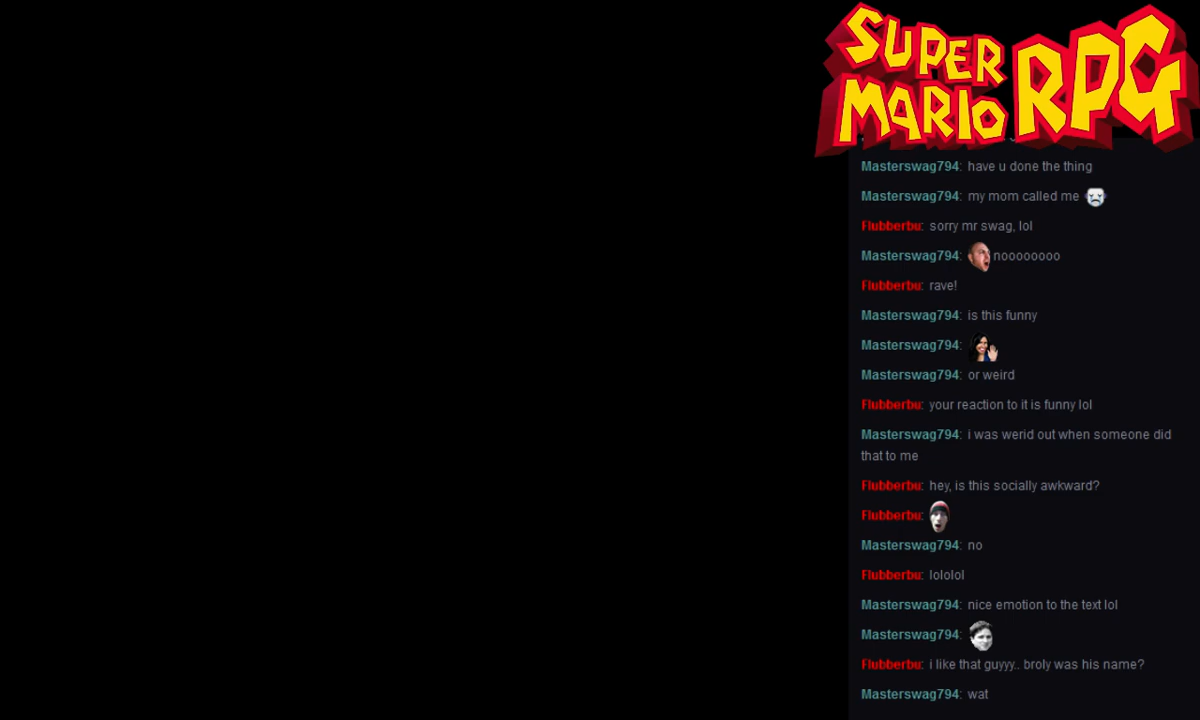 SUPER
MARIO RPG
Masterswag794: have u done the thing
Masterswag794: my mom called me
Flubberbu: sorry mr swag, lol
Masterswag794: noooooooo
Flubberbu: rave!
Masterswag794: is this funny
Masterswag794:
Masterswag794: or weird
Flubberbu: your reaction to it is funny lol
Masterswag794: i was werid out when someone did
that to me
Flubberbu: hey, is this socially awkward?
Flubberbu:
Masterswag794: no
Flubberbu: lololol
Masterswag794: nice emotion to the text lol
Masterswag794:
Flubberbu: i like that guyyy.. broly was his name?
Masterswag794: wat